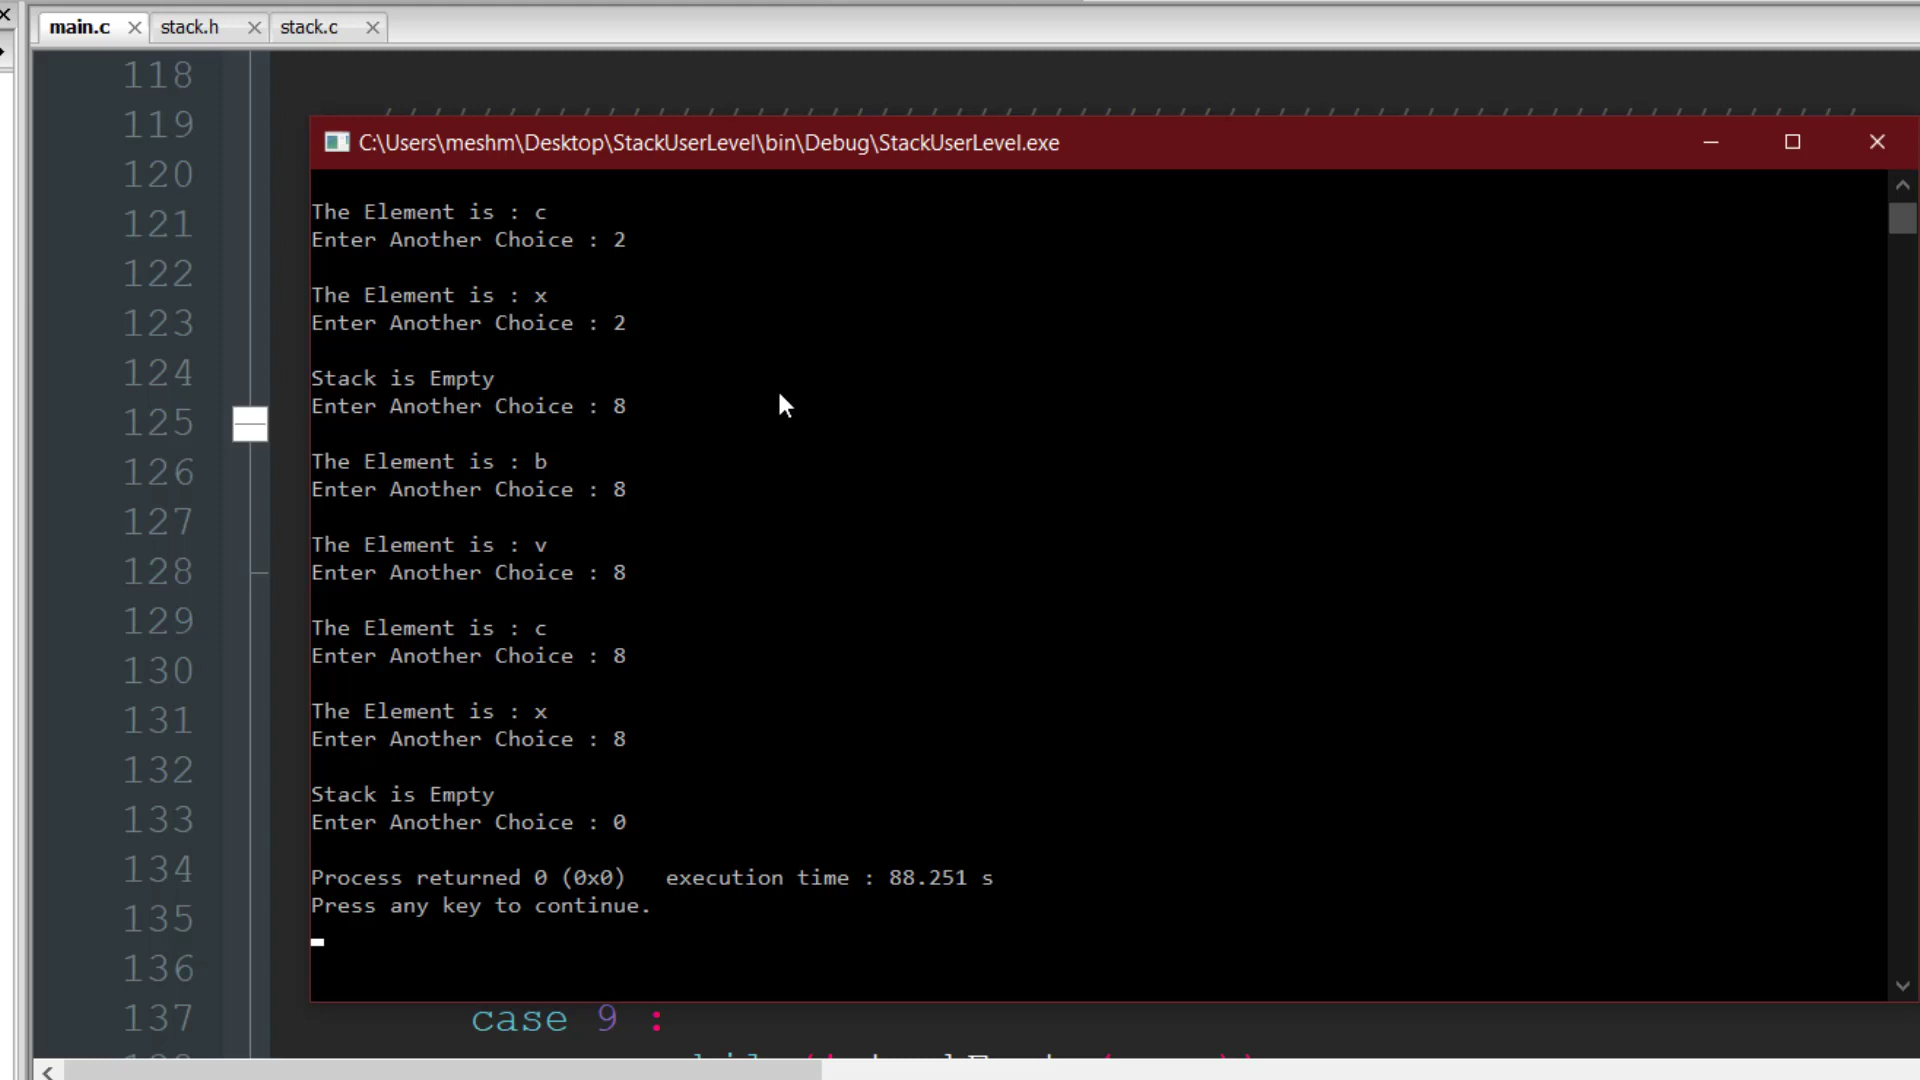 main.c stack.h stack.c
118
119
C:\Users\meshm\Desktop\StackUserLevel\bin\Debug\StackUserLevel.exe
120
121
The Element is : c
Enter Another Choice : 2
122
The Element is : x
123
Enter Another Choice : 2
124
Stack is Empty
Enter Another Choice : 8
125
126
The Element is : b
Enter Another Choice : 8
127
The Element is : v
128
Enter Another Choice : 8
129
The Element is : c
Enter Another Choice : 8
130
131
The Element is : x
Enter Another Choice : 8
132
Stack is Empty
133
Enter Another Choice : 0
134
Process returned 0 (0x0)   execution time : 88.251 s
135
Press any key to continue.
136
137 case 9 :